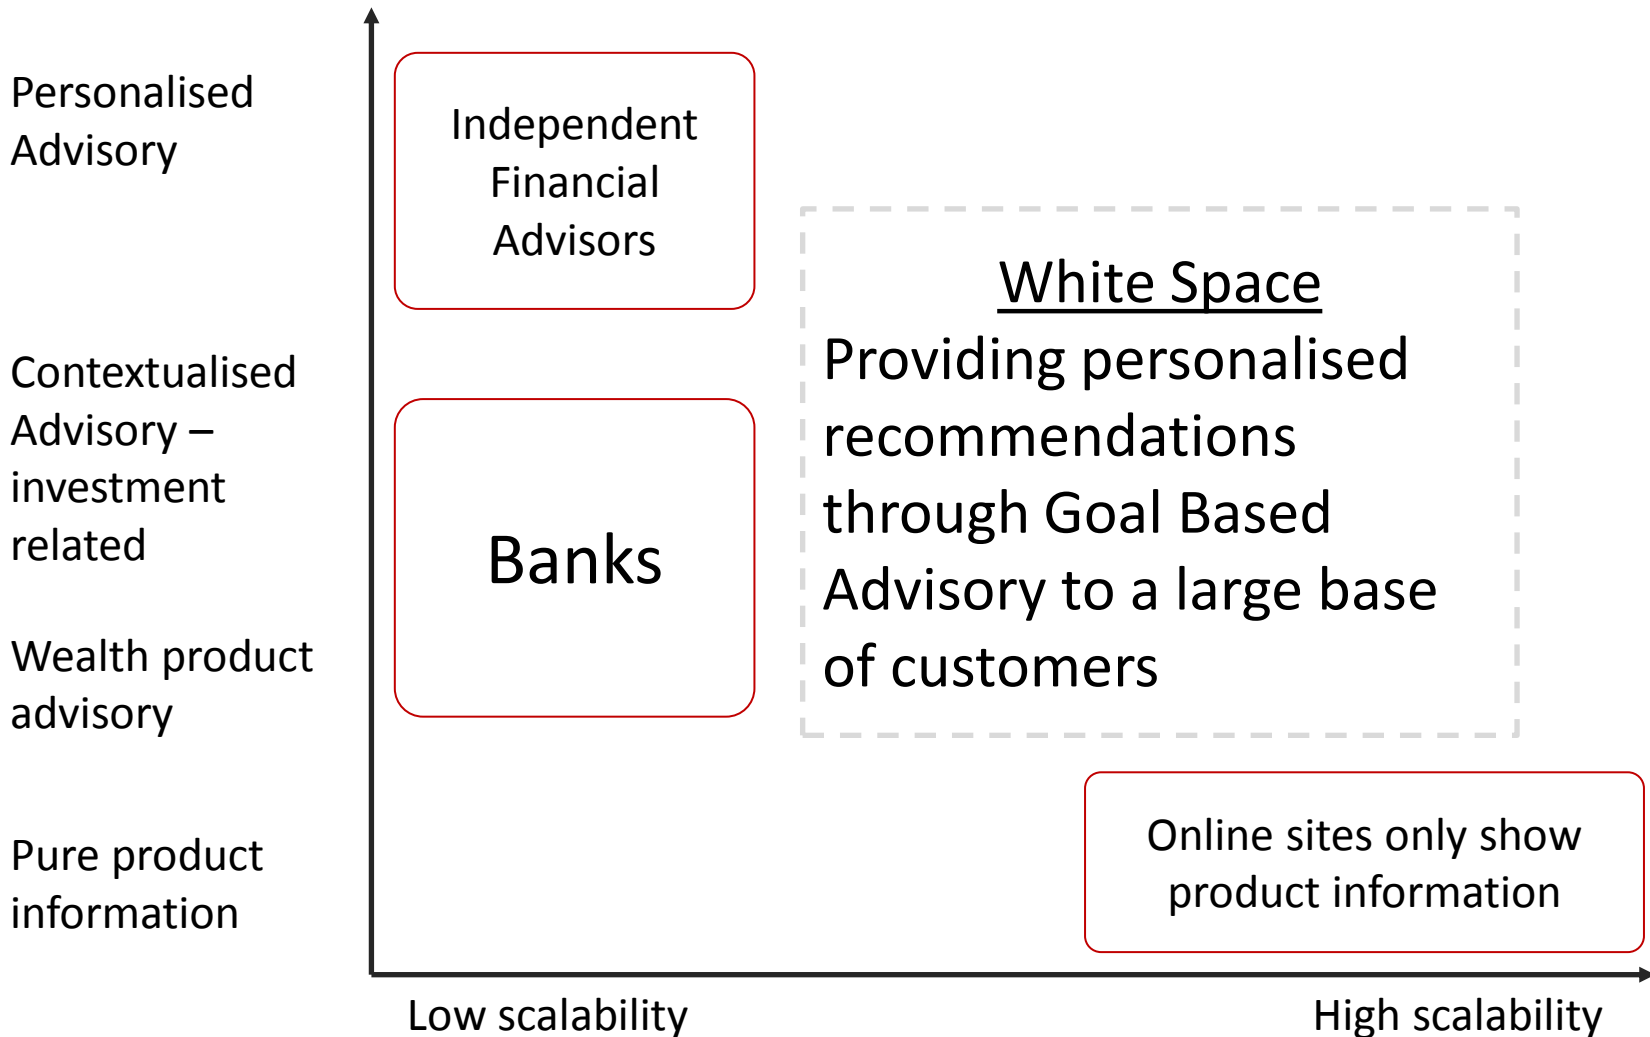 Personalised
Advisory
Contextualised
Advisory –
investment
related
Wealth product
advisory
Pure product
information
Independent
Financial
Advisors
Banks
White Space
Providing personalised
recommendations
through Goal Based
Advisory to a large base
of customers
Online sites only show
product information
Low scalability
High scalability